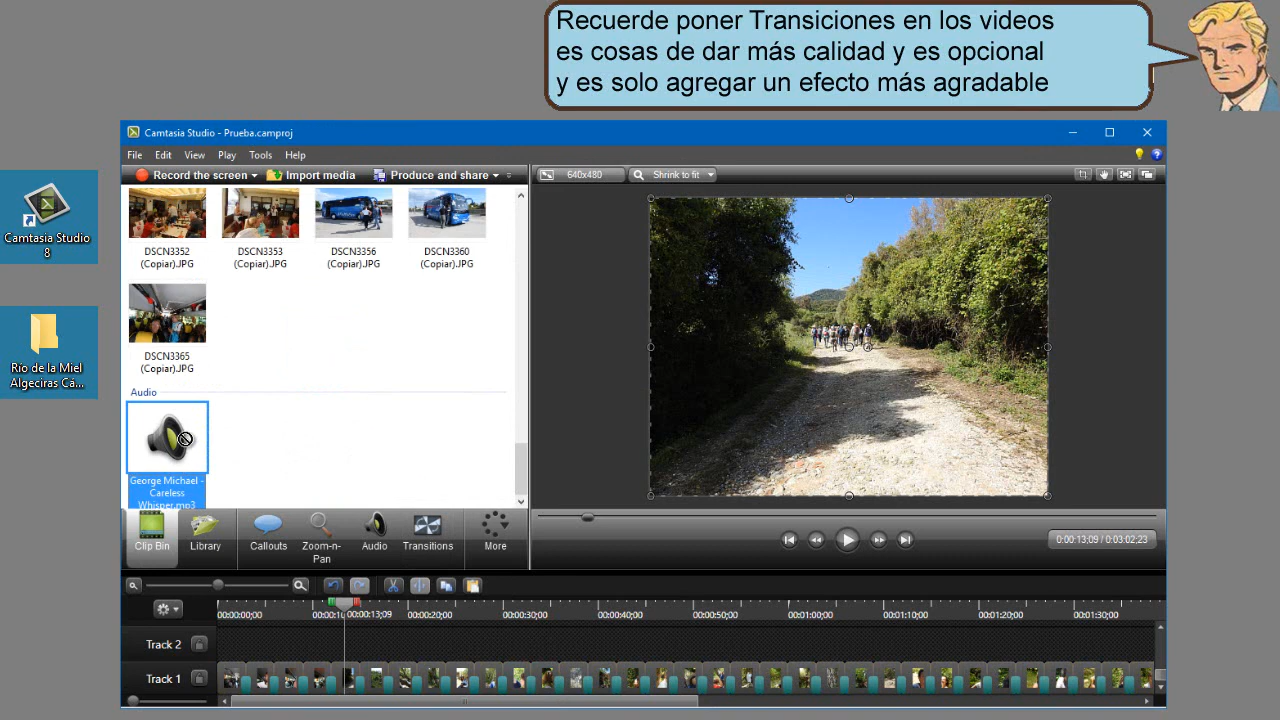 Recuerde poner Transiciones en los videos
es cosas de dar más calidad y es opcional
y es solo agregar un efecto más agradable
Camtasia Studio - Prueba.camproj
File Edit View Play Tools Help
Record the screen Import media Produce and share
640x480 Shrink to fit
Camtasia Studio
8
DSCN3352
(Copiar).JPG
DSCN3353
(Copiar).JPG
DSCN3356
(Copiar).JPG
DSCN3360
(Copiar).JPG
Río de la Miel
Algeciras Ca...
DSCN3365
(Copiar).JPG
Audio
George Michael -
Careless
Whisper.mp3
Clip Bin Library Callouts Zoom-n-
Pan Audio Transitions More
0:00:13;09 / 0:03:02;23
00:00:00;00 00:00:10 00:00:13;09 00:00:20;00 00:00:30;00 00:00:40;00 00:00:50;00 00:01:00;00 00:01:10;00 00:01:20;00 00:01:30;00
Track 2
Track 1